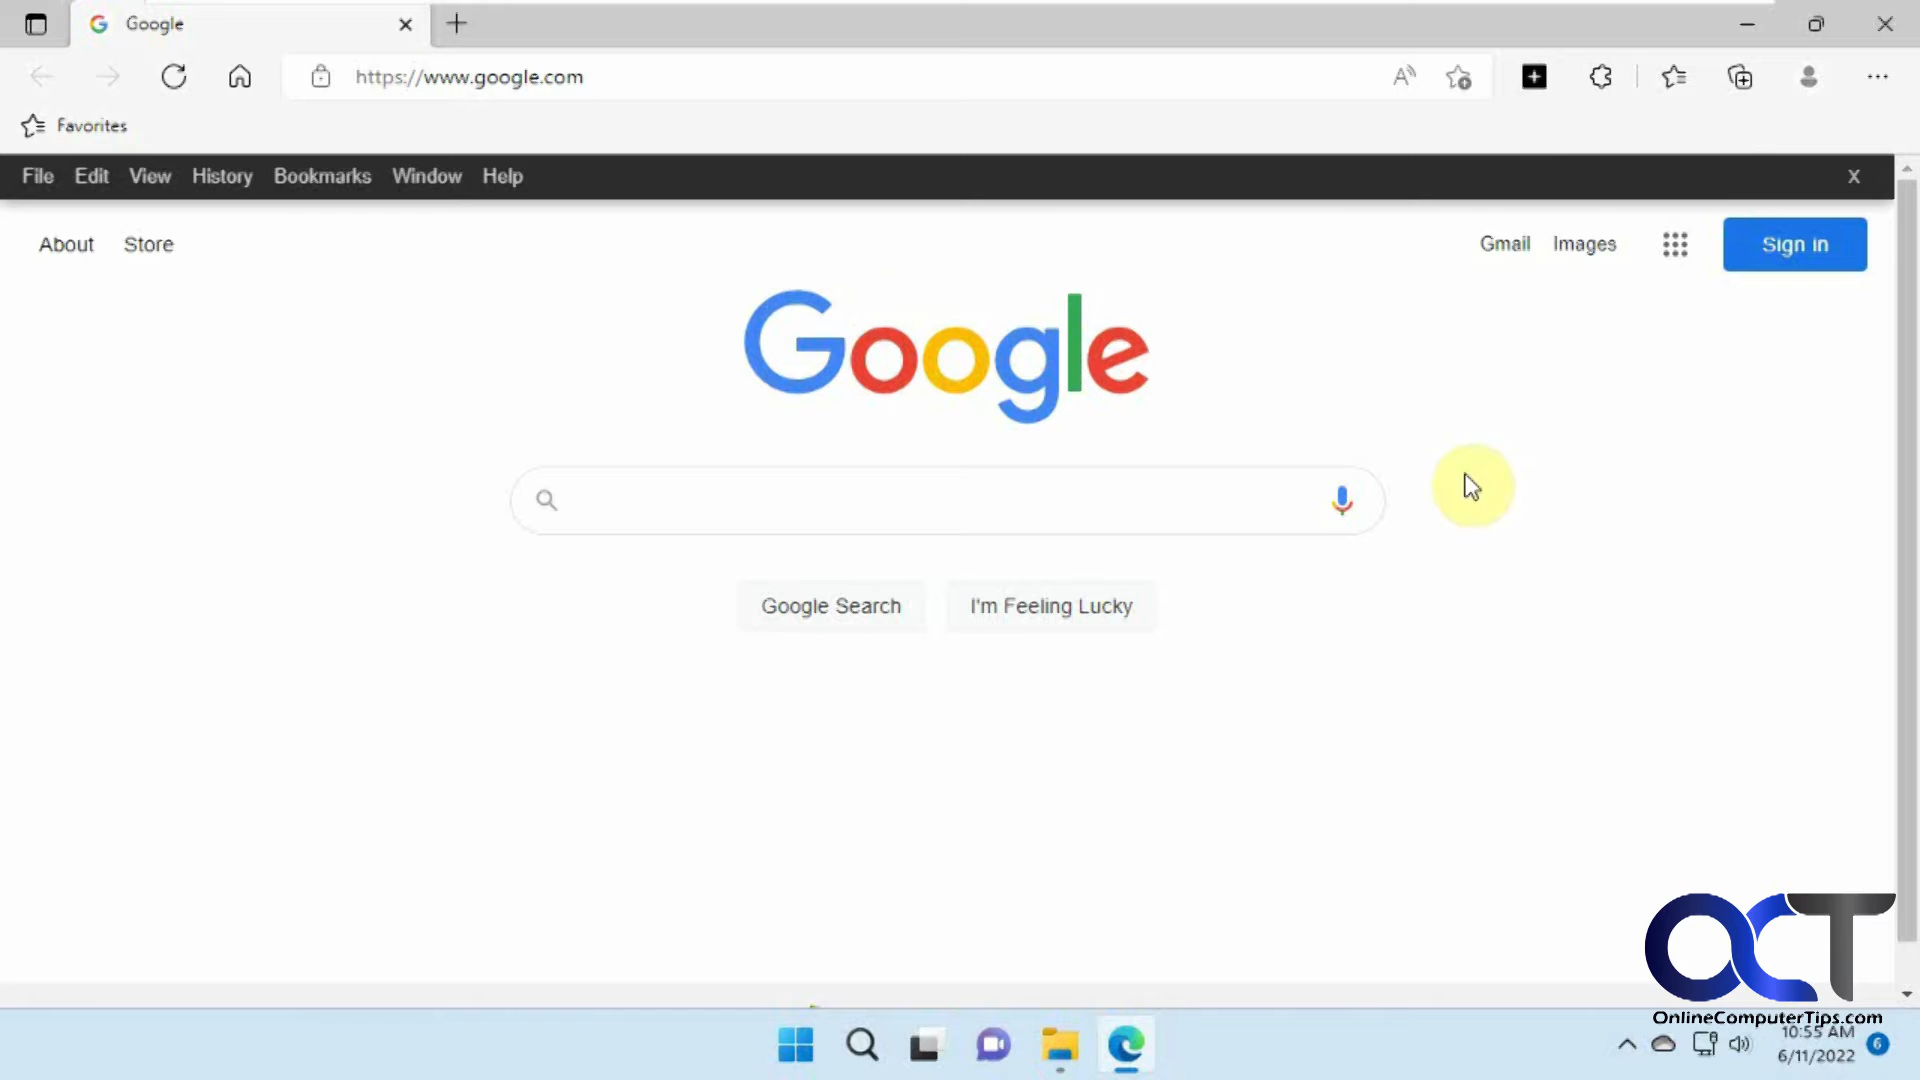 Google
https://www.google.com
Favorites
File Edit View History Bookmarks Window Help X
About Store Gmail Images Sign in
Google
Google Search I'm Feeling Lucky
OCT
OnlineComputerTips.com
10:55 AM
6/11/2022 6